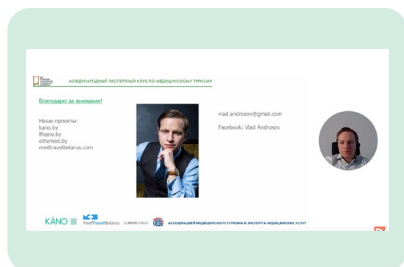 МЕЖДУНАРОДНЫЙ ЭКСПЕРТНЫЙ КЛУБ ПО МЕДИЦИНСКОМУ ТУРИЗМУ
Благодарю за внимание!
Наши проекты:
kano.by
ifkano.by
elitemed.by
medtravelbelarus.com
vlad.androsov@gmail.com
Facebook: Vlad Androsov
KÀNO
MedTravelBelarus
АССОЦИАЦИЯ МЕДИЦИНСКОГО ТУРИЗМА И ЭКСПОРТА МЕДИЦИНСКИХ УСЛУГ